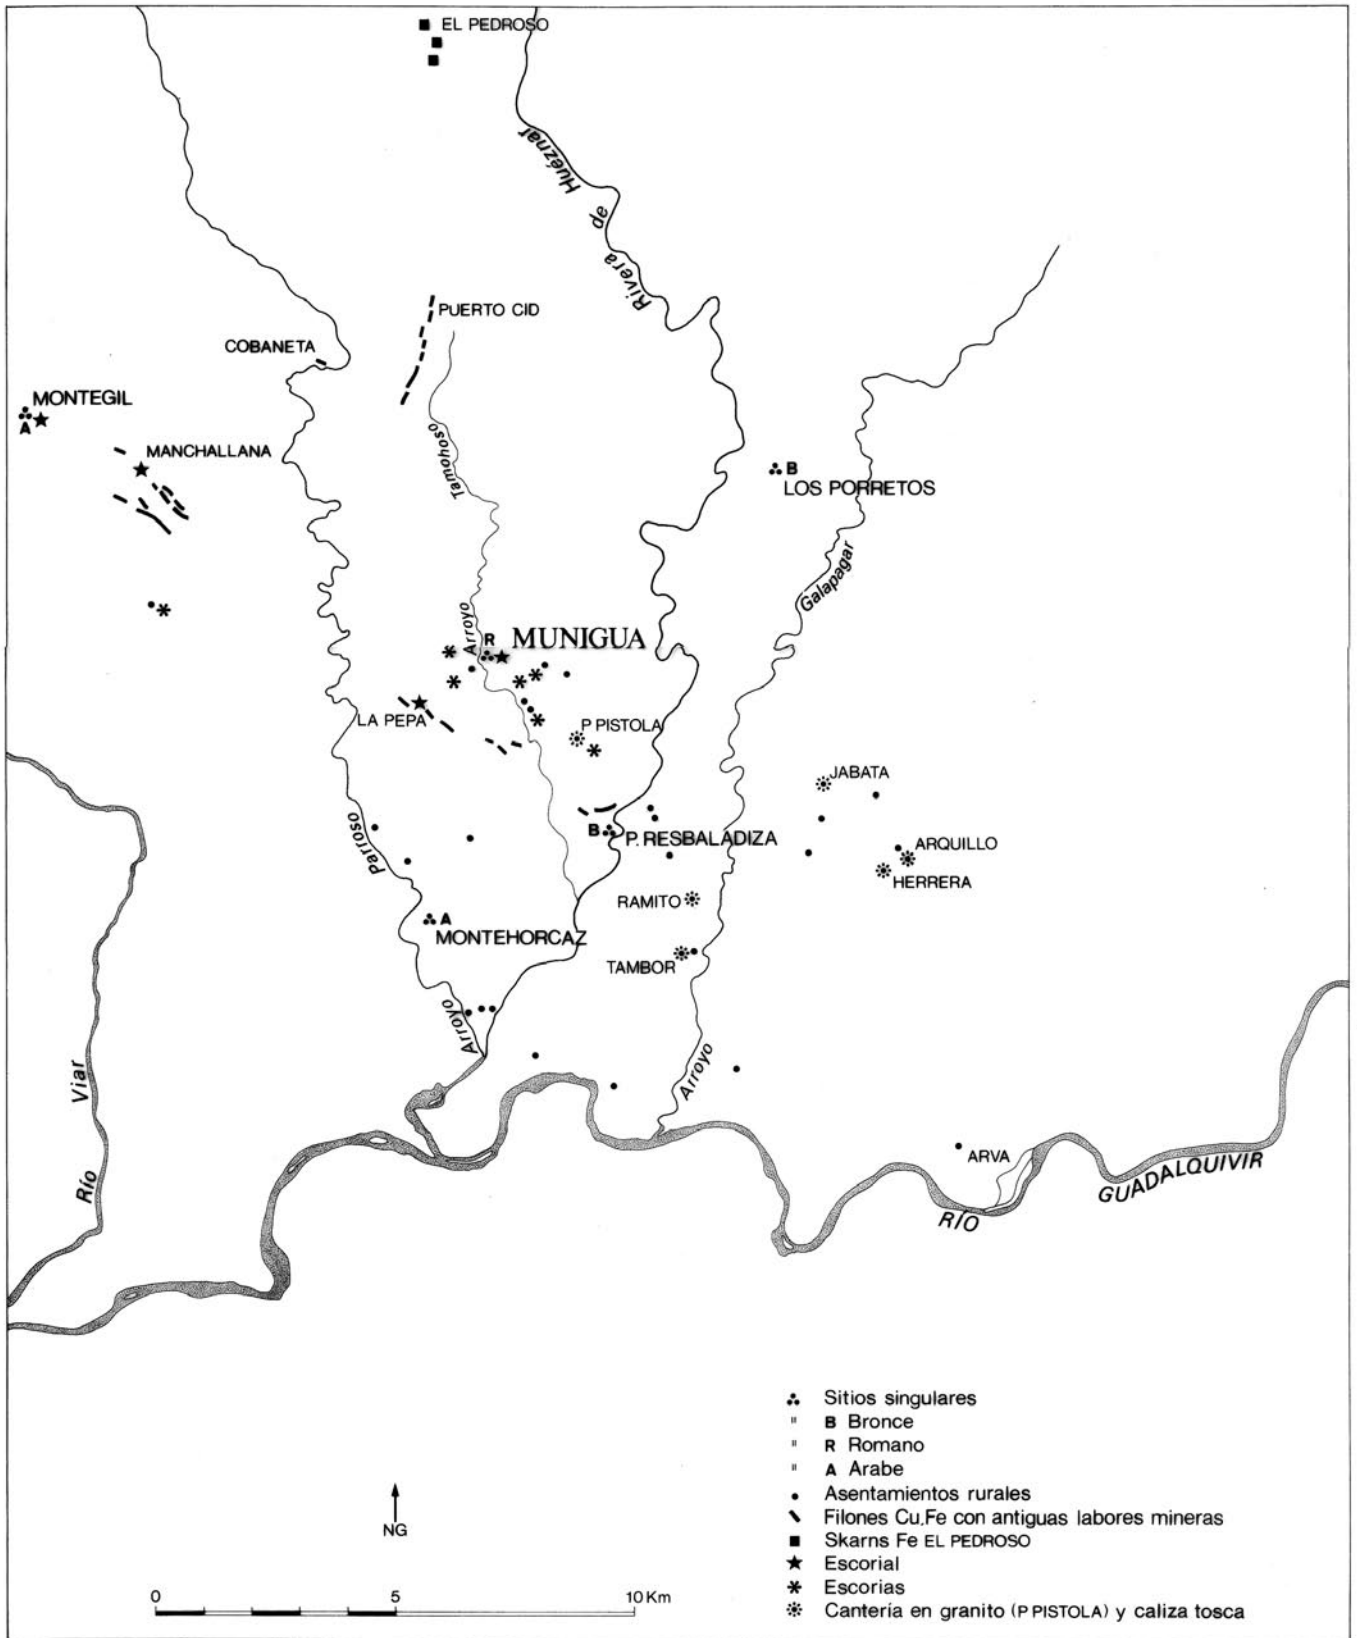 EL PEDROSO
Rivera de Huéznar
PUERTO CID
COBANETA
MONTEGIL
A
MANCHALLANA
Tamohoso
B
LOS PORRETOS
Galapagar
Arroyo
R
MUNIGUA
LA PEPA
P PISTOLA
JABATA
Parroso
B
P. RESBALADIZA
ARQUILLO
HERRERA
RAMITO
A
MONTEHORCAZ
TAMBOR
Arroyo
Arroyo
Viar
Río
ARVA
GUADALQUIVIR
RÍO
Sitios singulares
" B Bronce
" R Romano
" A Arabe
Asentamientos rurales
Filones Cu,Fe con antiguas labores mineras
Skarns Fe EL PEDROSO
Escorial
Escorias
Cantería en granito (P PISTOLA) y caliza tosca
NG
0 5 10 Km